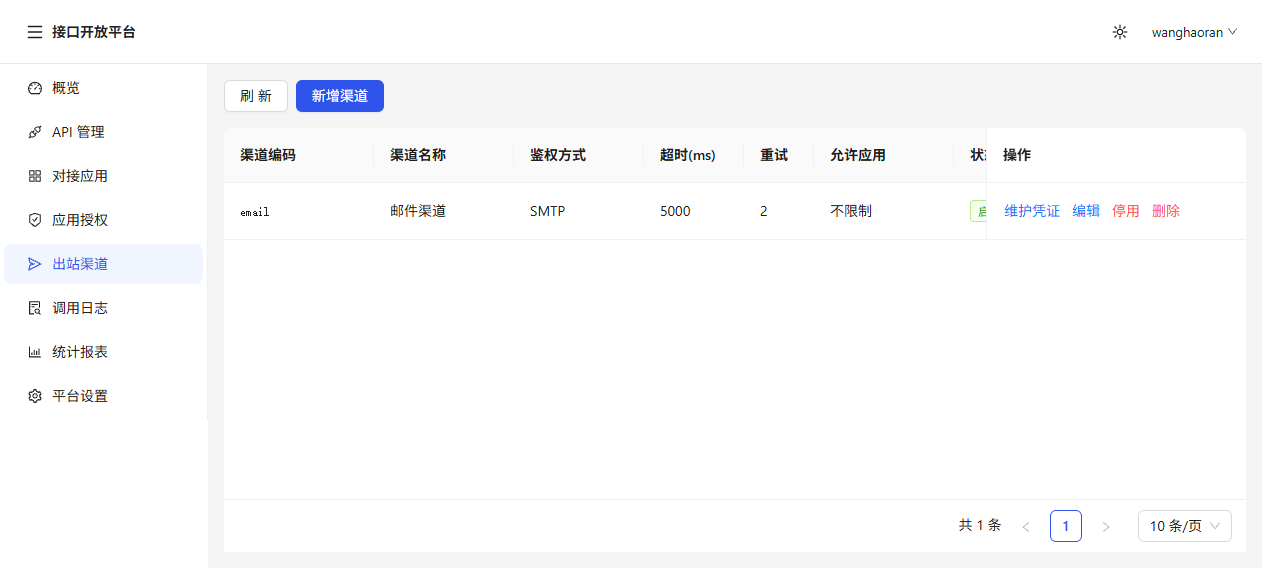 接口开放平台
wanghaoran
概览
API 管理
对接应用
应用授权
出站渠道
调用日志
统计报表
平台设置
刷 新
新增渠道
渠道编码 渠道名称 鉴权方式 超时(ms) 重试 允许应用 操作
email 邮件渠道 SMTP 5000 2 不限制 维护凭证 编辑 停用 删除
共 1 条 1 10 条/页